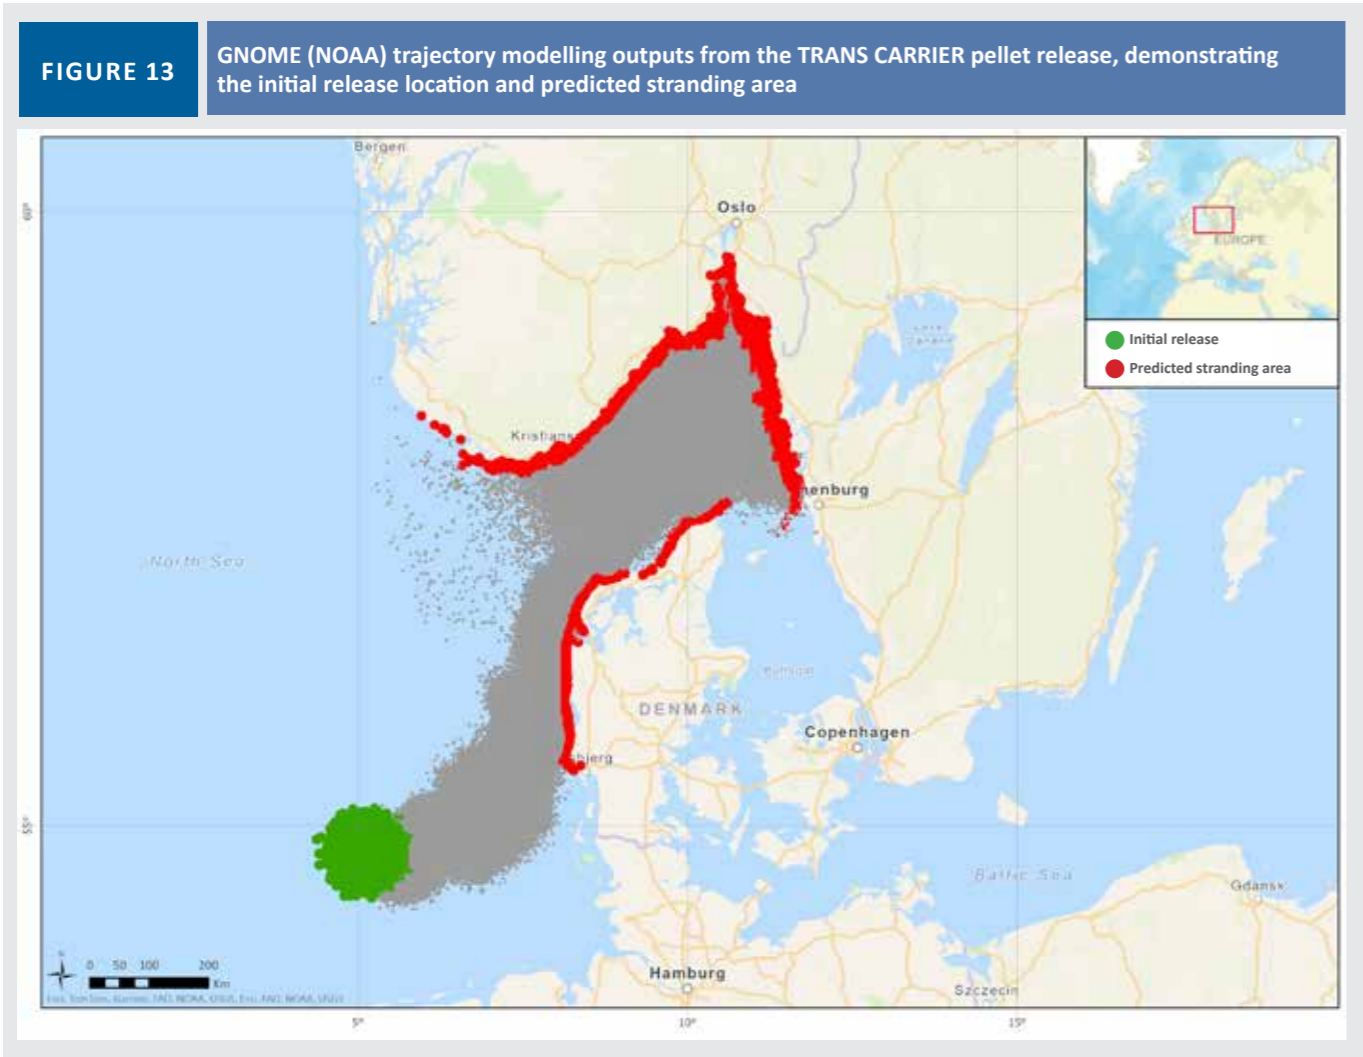 FIGURE 13
GNOME (NOAA) trajectory modelling outputs from the TRANS CARRIER pellet release, demonstrating
the initial release location and predicted stranding area
Bergen
Oslo
EUROPE
Initial release
Predicted stranding area
Kristians
nenburg
North Sea
DENMARK
Copenhagen
bjerg
Baltic Sea
Gdansk
Hamburg
Szczecin
60°
55°
N
0 50 100 200
Km
5° 10° 15°